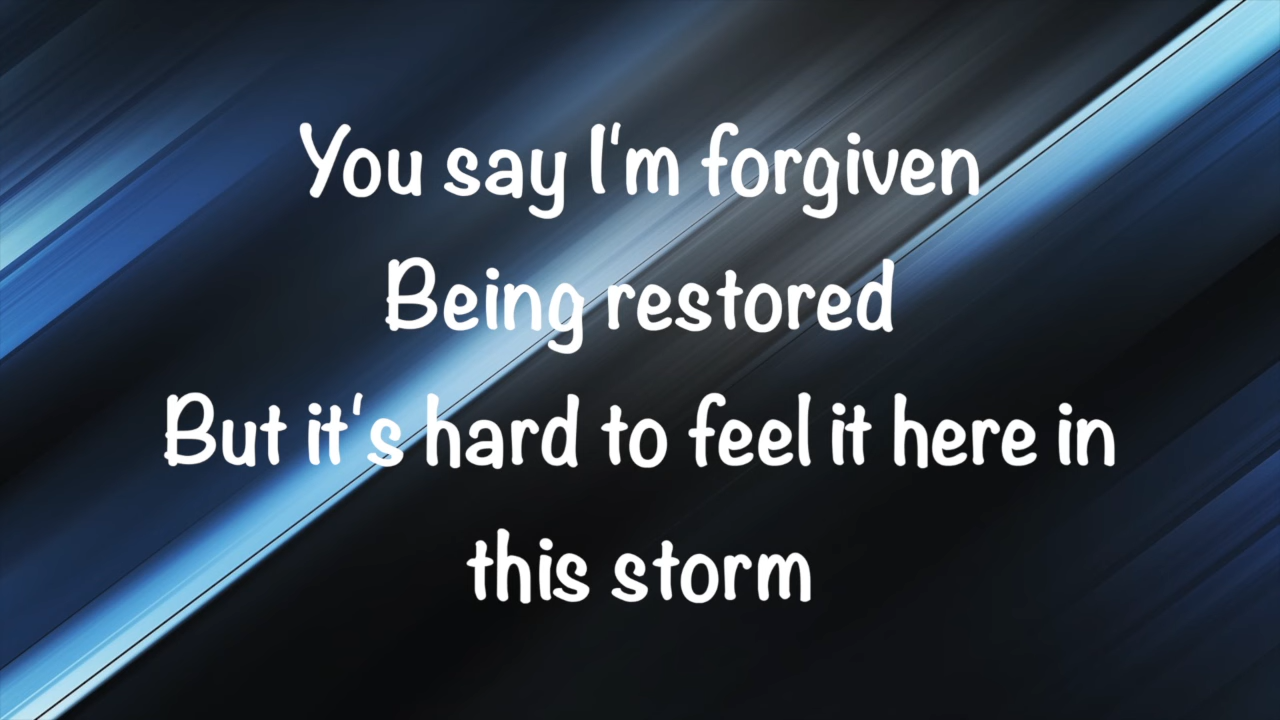 You say I'm forgiven
Being restored
But it's hard to feel it here in
this storm